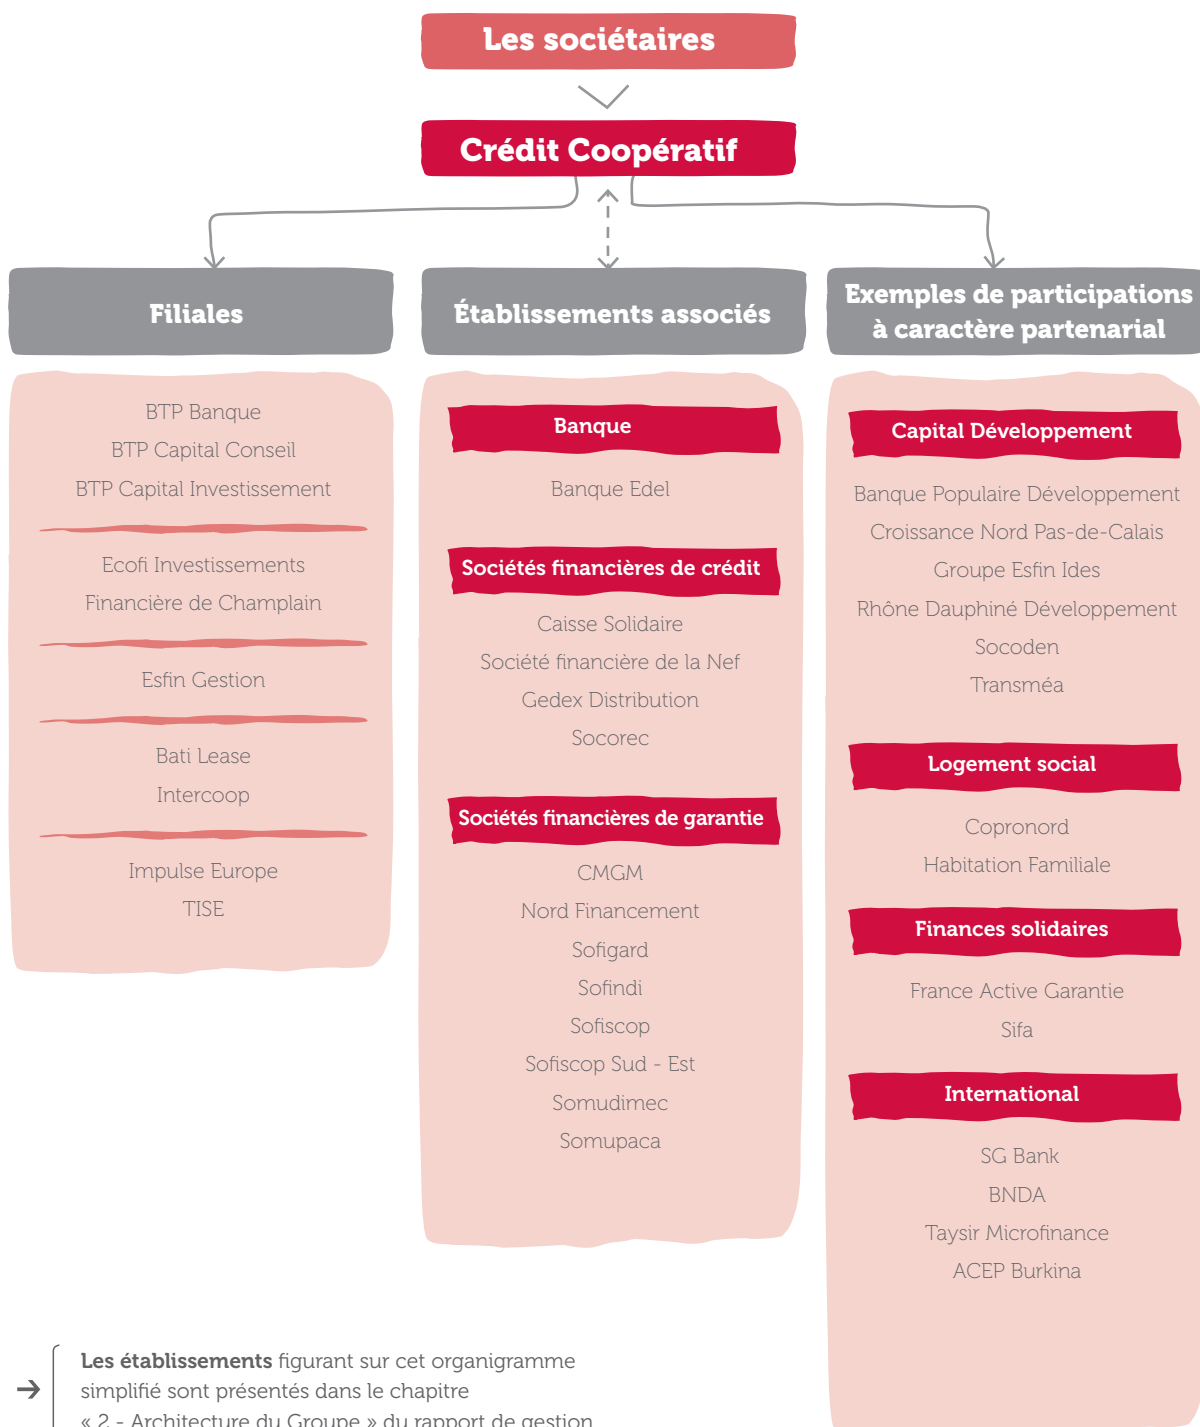 Les sociétaires
Crédit Coopératif
Filiales
BTP Banque
BTP Capital Conseil
BTP Capital Investissement
Ecofi Investissements
Financière de Champlain
Esfin Gestion
Bati Lease
Intercoop
Impulse Europe
TISE
Établissements associés
Banque
Banque Edel
Sociétés financières de crédit
Caisse Solidaire
Société financière de la Nef
Gedex Distribution
Socorec
Sociétés financières de garantie
CMGM
Nord Financement
Sofigard
Sofindi
Sofiscop
Sofiscop Sud - Est
Somudimec
Somupaca
Exemples de participations
à caractère partenarial
Capital Développement
Banque Populaire Développement
Croissance Nord Pas-de-Calais
Groupe Esfin Ides
Rhône Dauphiné Développement
Socoden
Transméa
Logement social
Copronord
Habitation Familiale
Finances solidaires
France Active Garantie
Sifa
International
SG Bank
BNDA
Taysir Microfinance
ACEP Burkina
Les établissements figurant sur cet organigramme
simplifié sont présentés dans le chapitre
« 2 - Architecture du Groupe » du rapport de gestion